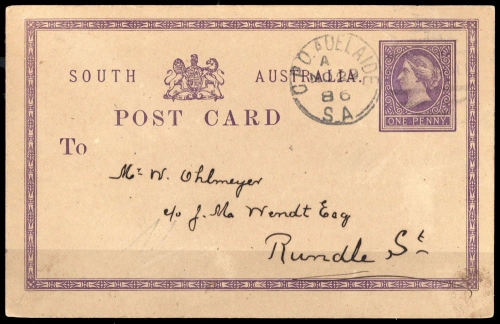 G.P.O. ADELAIDE
A
86
S.A
SOUTH AUSTRALIA.
ONE PENNY
POST CARD
To
Mr W. Ohlmeyer
c/o J. M. Wendt Esq
Rundle St